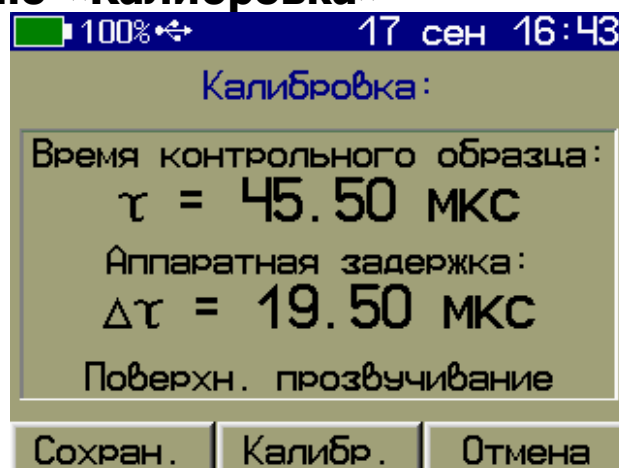 100% 17 сен 16:43
Калибровка:
Время контрольного образца:
τ = 45.50 мкс
Аппаратная задержка:
Δτ = 19.50 мкс
Поверхн. прозвучивание
Сохран. Калибр. Отмена